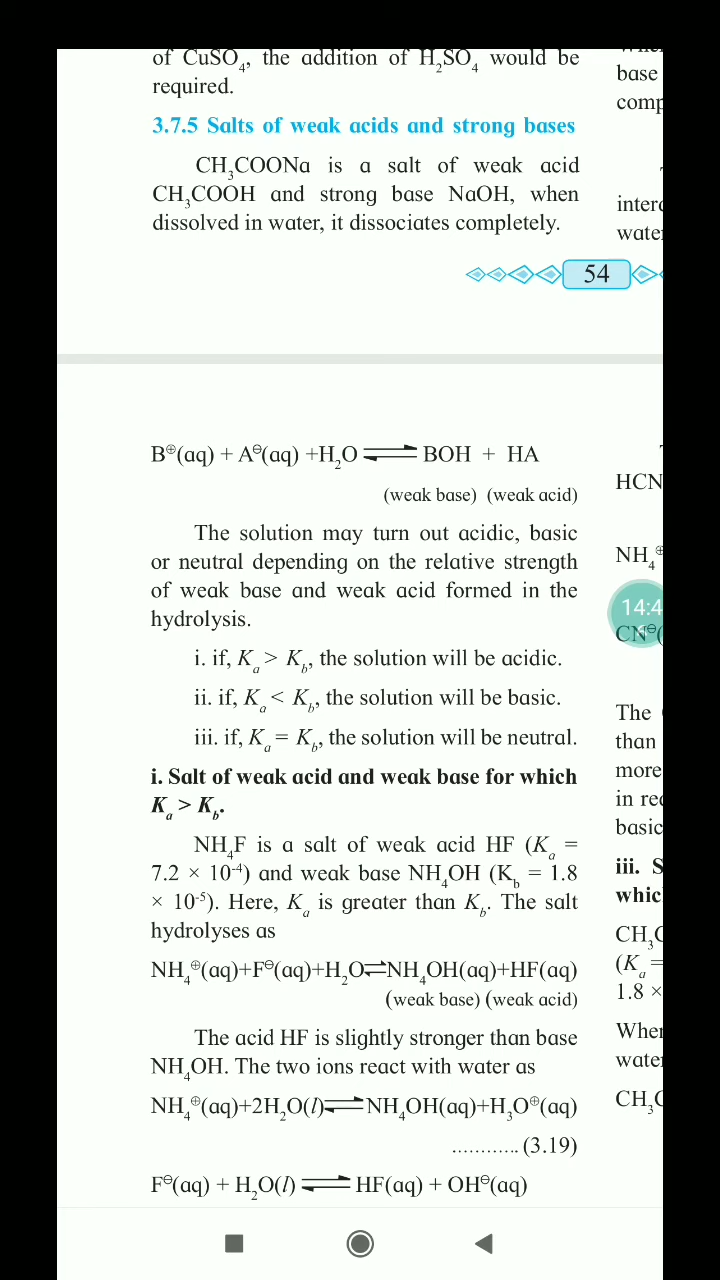 of CuSO₄, the addition of H₂SO₄ would be
required.
3.7.5 Salts of weak acids and strong bases
CH₃COONa is a salt of weak acid
CH₃COOH and strong base NaOH, when
dissolved in water, it dissociates completely.
54
B⊕(aq) + A⊖(aq) +H₂O ⇌ BOH + HA
(weak base) (weak acid)
The solution may turn out acidic, basic
or neutral depending on the relative strength
of weak base and weak acid formed in the
hydrolysis.
i. if, Kₐ > K_b, the solution will be acidic.
ii. if, Kₐ < K_b, the solution will be basic.
iii. if, Kₐ = K_b, the solution will be neutral.
i. Salt of weak acid and weak base for which
Kₐ > K_b.
NH₄F is a salt of weak acid HF (Kₐ =
7.2 × 10⁻⁴) and weak base NH₄OH (K_b = 1.8
× 10⁻⁵). Here, Kₐ is greater than K_b. The salt
hydrolyses as
NH₄⊕(aq)+F⊖(aq)+H₂O⇌NH₄OH(aq)+HF(aq)
(weak base) (weak acid)
The acid HF is slightly stronger than base
NH₄OH. The two ions react with water as
NH₄⊕(aq)+2H₂O(l)⇌NH₄OH(aq)+H₃O⊕(aq)
............ (3.19)
F⊖(aq) + H₂O(l) ⇌ HF(aq) + OH⊖(aq)
base
comp
inter
wate
HCN
NH₄⊕
14:4
CN⊖(
The
than
more
in re
basic
iii. S
whic
CH₃C
(Kₐ =
1.8 ×
Wher
wate
CH₃C